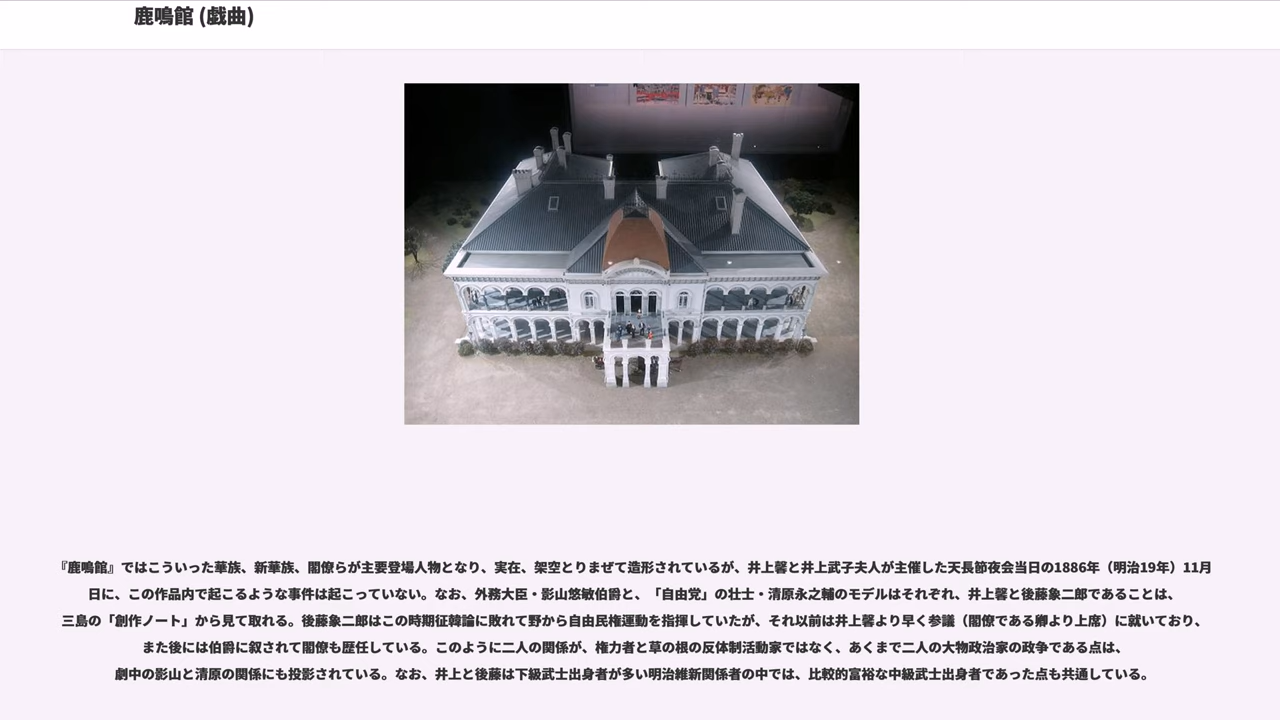 鹿鳴館 (戯曲)
『鹿鳴館』ではこういった華族、新華族、閣僚らが主要登場人物となり、実在、架空とりまぜて造形されているが、井上馨と井上武子夫人が主催した天長節夜会当日の1886年（明治19年）11月
日に、この作品内で起こるような事件は起こっていない。なお、外務大臣・影山悠敏伯爵と、「自由党」の壮士・清原永之輔のモデルはそれぞれ、井上馨と後藤象二郎であることは、
三島の「創作ノート」から見て取れる。後藤象二郎はこの時期征韓論に敗れて野から自由民権運動を指揮していたが、それ以前は井上馨より早く参議（閣僚である卿より上席）に就いており、
また後には伯爵に叙されて閣僚も歴任している。このように二人の関係が、権力者と草の根の反体制活動家ではなく、あくまで二人の大物政治家の政争である点は、
劇中の影山と清原の関係にも投影されている。なお、井上と後藤は下級武士出身者が多い明治維新関係者の中では、比較的富裕な中級武士出身者であった点も共通している。